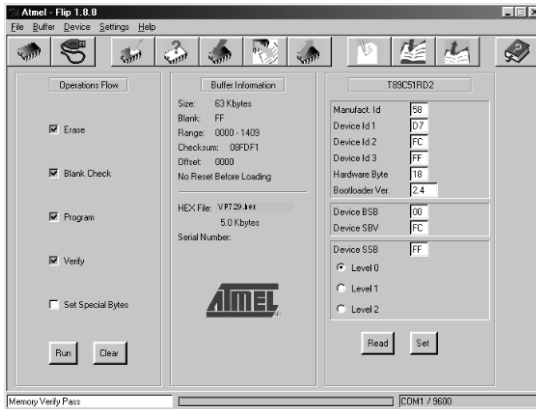 Atmel - Flip 1.8.8
File Buffer Device Settings Help
Operations Flow
Erase
Blank Check
Program
Verify
Set Special Bytes
Run Clear
Buffer Information
Size: 63 Kbytes
Blank: FF
Range: 0000 - 1409
Checksum: 08FDF1
Offset: 0000
No Reset Before Loading
HEX File: VP729.hex
5.0 Kbytes
Serial Number:
ATMEL
T89C51RD2
Manufact. Id 58
Device Id 1 D7
Device Id 2 FC
Device Id 3 FF
Hardware Byte 18
Bootloader Ver. 2.4
Device BSB 00
Device SBV FC
Device SSB FF
Level 0
Level 1
Level 2
Read Set
Memory Verify Pass
COM1 / 9600